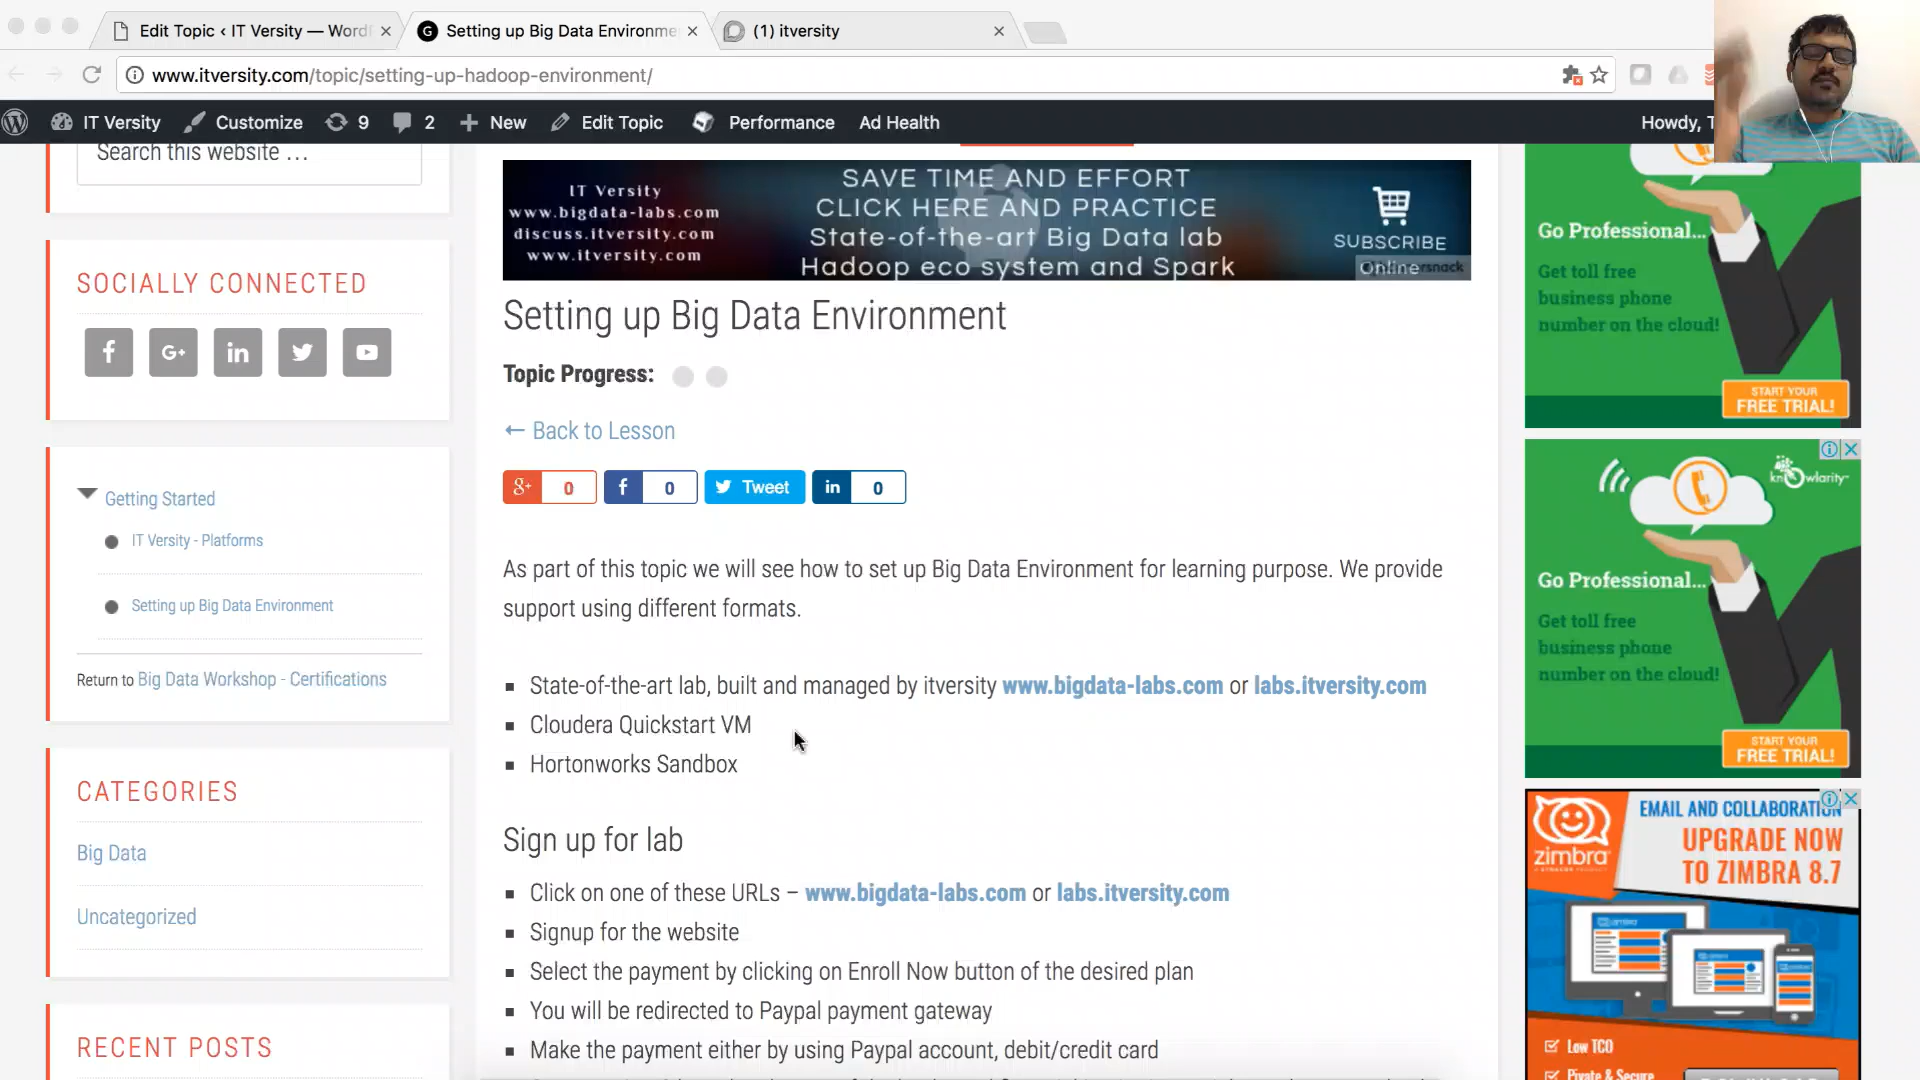 Edit Topic ‹ IT Versity — Word
Setting up Big Data Environme
(1) itversity
www.itversity.com/topic/setting-up-hadoop-environment/
IT Versity
Customize
9
2
New
Edit Topic
Performance
Ad Health
Howdy, T
Search this website …
SOCIALLY CONNECTED
Getting Started
IT Versity - Platforms
Setting up Big Data Environment
Return to Big Data Workshop - Certifications
CATEGORIES
Big Data
Uncategorized
RECENT POSTS
IT Versity
www.bigdata-labs.com
discuss.itversity.com
www.itversity.com
SAVE TIME AND EFFORT
CLICK HERE AND PRACTICE
State-of-the-art Big Data lab
Hadoop eco system and Spark
SUBSCRIBE
Online
Setting up Big Data Environment
Topic Progress:
← Back to Lesson
G+ 0
f 0
Tweet
in 0
As part of this topic we will see how to set up Big Data Environment for learning purpose. We provide
support using different formats.
State-of-the-art lab, built and managed by itversity www.bigdata-labs.com or labs.itversity.com
Cloudera Quickstart VM
Hortonworks Sandbox
Sign up for lab
Click on one of these URLs – www.bigdata-labs.com or labs.itversity.com
Signup for the website
Select the payment by clicking on Enroll Now button of the desired plan
You will be redirected to Paypal payment gateway
Make the payment either by using Paypal account, debit/credit card
Go Professional...
Get toll free
business phone
number on the cloud!
START YOUR
FREE TRIAL!
knowlarity
Go Professional...
Get toll free
business phone
number on the cloud!
START YOUR
FREE TRIAL!
zimbra
EMAIL AND COLLABORATION
UPGRADE NOW
TO ZIMBRA 8.7
Low TCO
Private & Secure